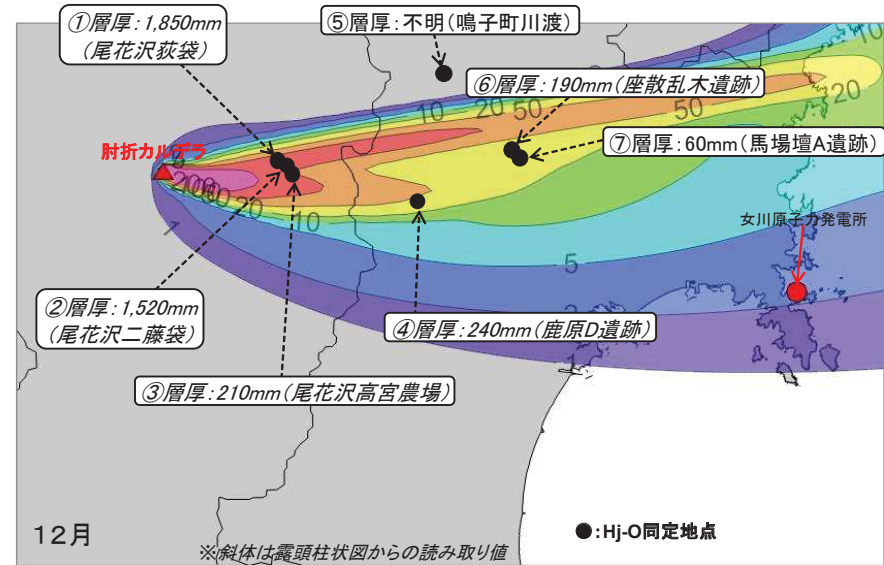 ①層厚：1,850mm
（尾花沢荻袋）
⑤層厚：不明（鳴子町川渡）
⑥層厚：190mm（座散乱木遺跡）
⑦層厚：60mm（馬場壇A遺跡）
肘折カルデラ
女川原子力発電所
②層厚：1,520mm
（尾花沢二藤袋）
④層厚：240mm（鹿原D遺跡）
③層厚：210mm（尾花沢高宮農場）
10
20
50
50
20
10
20
10
5
1
12月
●：Hj-O同定地点
※斜体は露頭柱状図からの読み取り値